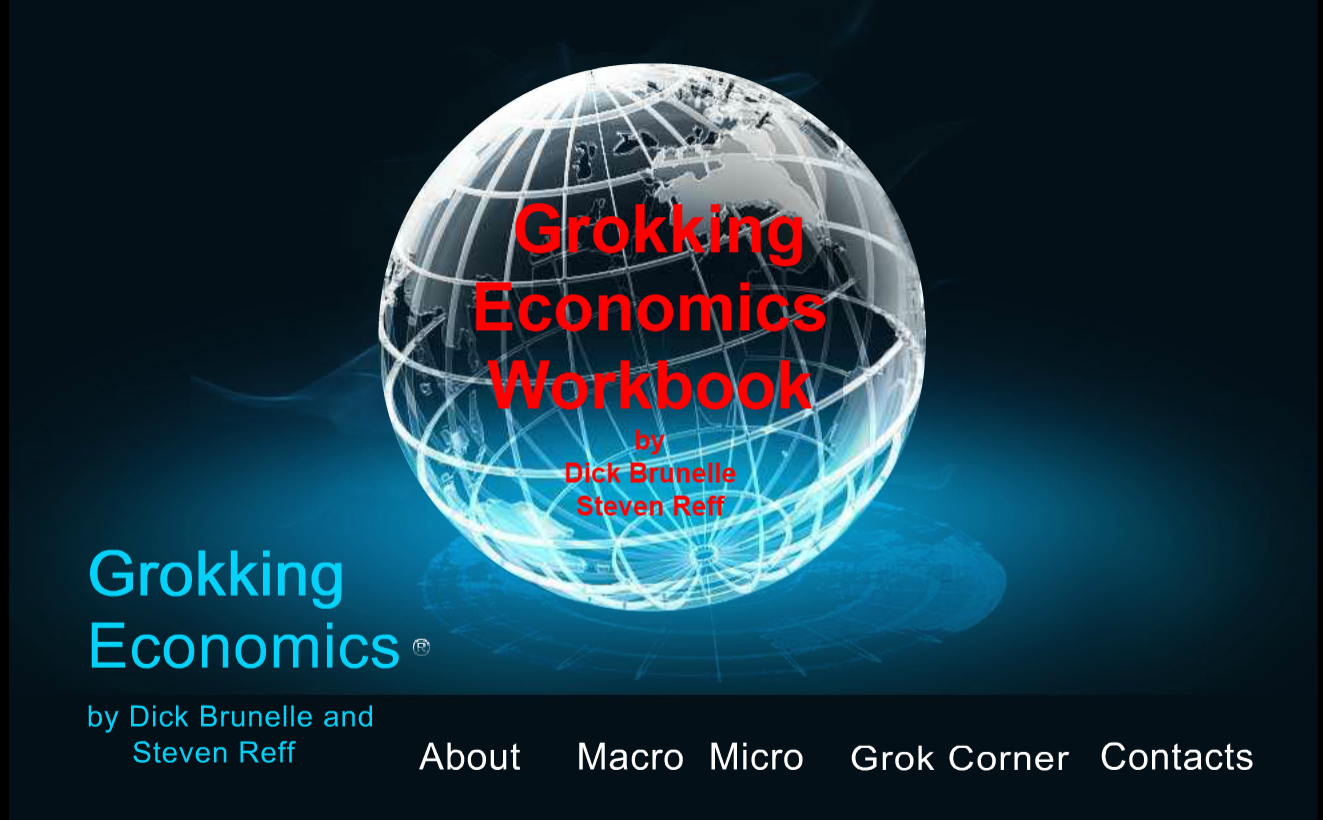 Grokking
Economics
Workbook
by
Dick Brunelle
Steven Reff
Grokking
Economics ®
by Dick Brunelle and
Steven Reff
About Macro Micro Grok Corner Contacts